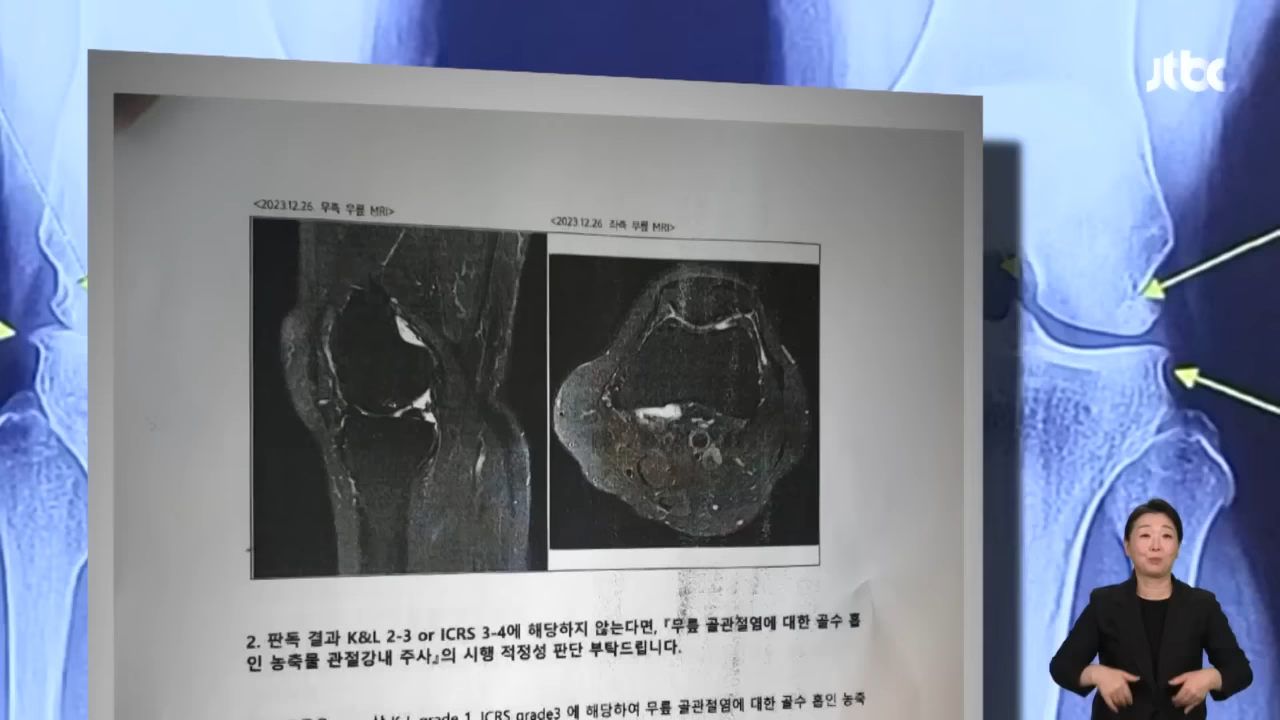 jtbc
<2023.12.26. 우측 무릎 MRI>
<2023.12.26. 좌측 무릎 MRI>
2. 판독 결과 K&L 2-3 or ICRS 3-4에 해당하지 않는다면, 『무릎 골관절염에 대한 골수 흡
인 농축물 관절강내 주사』의 시행 적정성 판단 부탁드립니다.
상 K-L grade 1, ICRS grade3 에 해당하여 무릎 골관절염에 대한 골수 흡인 농축